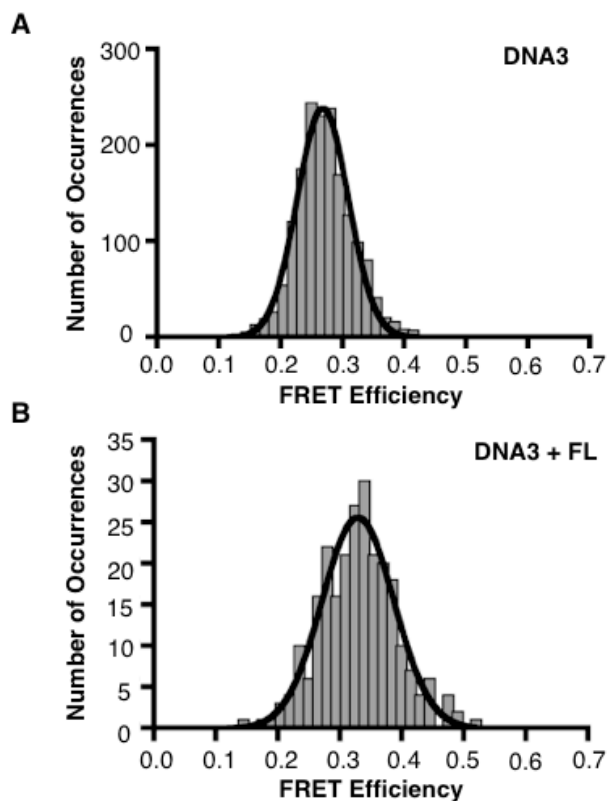 A
DNA3
Number of Occurrences
300
200
100
0
0.0 0.1 0.2 0.3 0.4 0.5 0.6 0.7
FRET Efficiency
B
DNA3 + FL
Number of Occurrences
35
30
25
20
15
10
5
0
0.0 0.1 0.2 0.3 0.4 0.5 0.6 0.7
FRET Efficiency